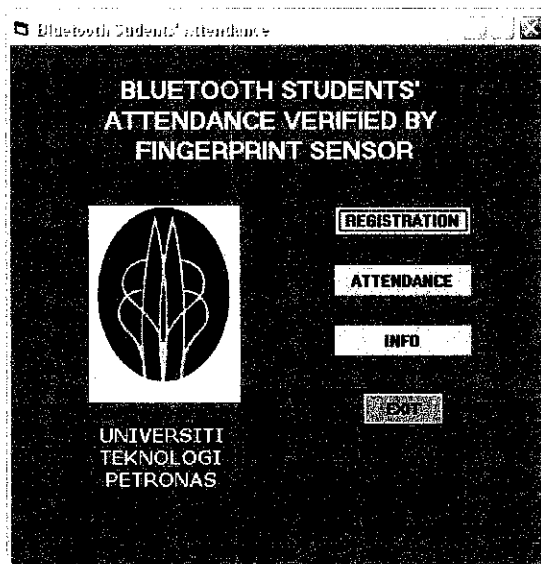 Bluetooth Students' Attendance
BLUETOOTH STUDENTS'
ATTENDANCE VERIFIED BY
FINGERPRINT SENSOR
REGISTRATION
ATTENDANCE
INFO
EXIT
UNIVERSITI
TEKNOLOGI
PETRONAS